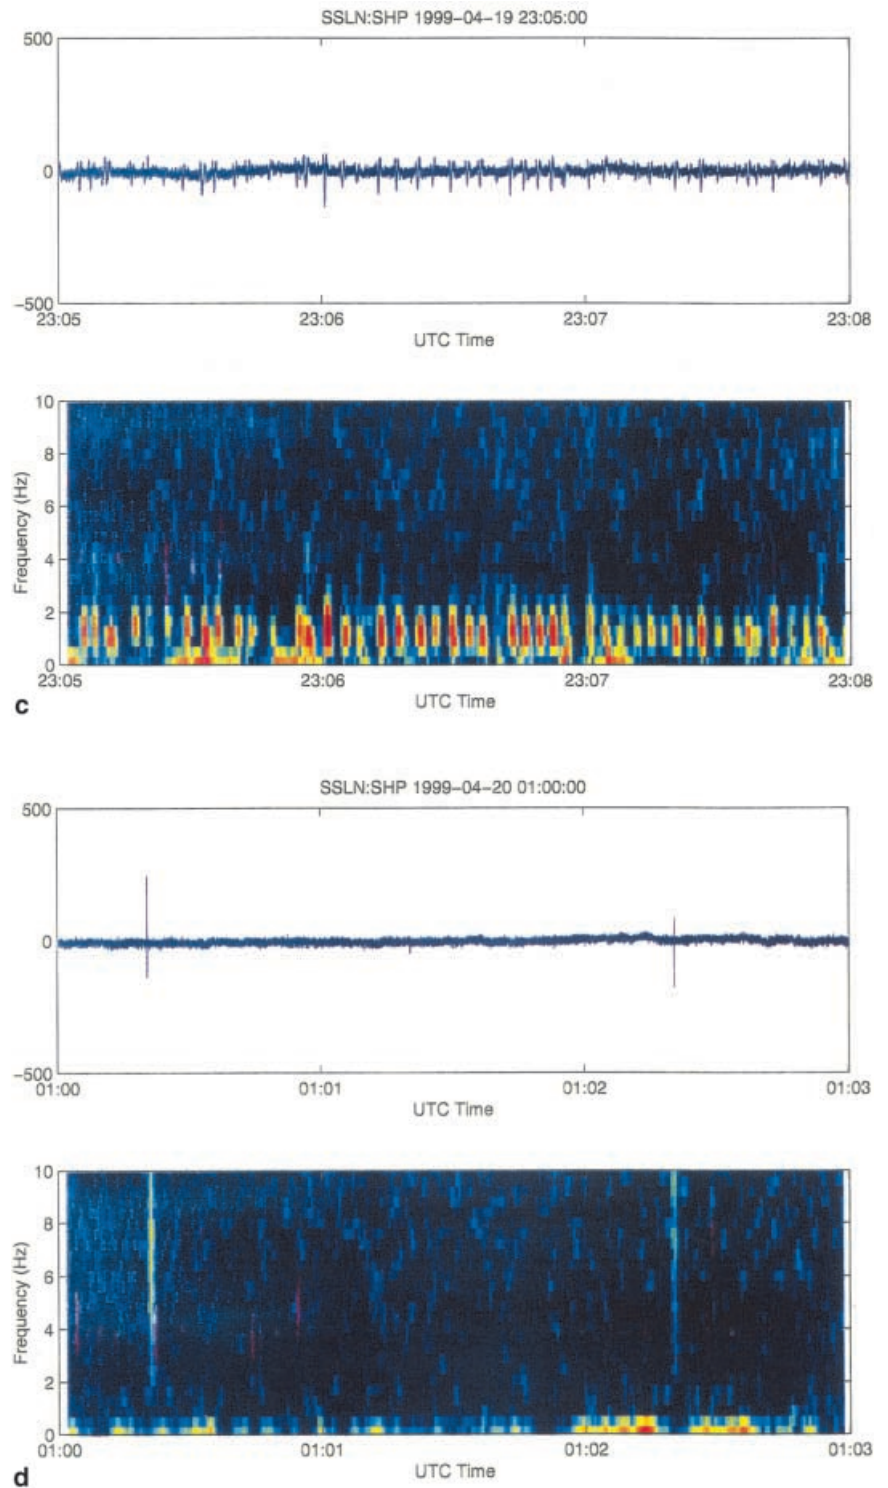 SSLN:SHP 1999-04-19 23:05:00
500
0
-500
23:05 23:06 23:07 23:08
UTC Time
10
8
6
4
2
0
Frequency (Hz)
23:05 23:06 23:07 23:08
UTC Time
c
SSLN:SHP 1999-04-20 01:00:00
500
0
-500
01:00 01:01 01:02 01:03
UTC Time
10
8
6
4
2
0
Frequency (Hz)
01:00 01:01 01:02 01:03
UTC Time
d